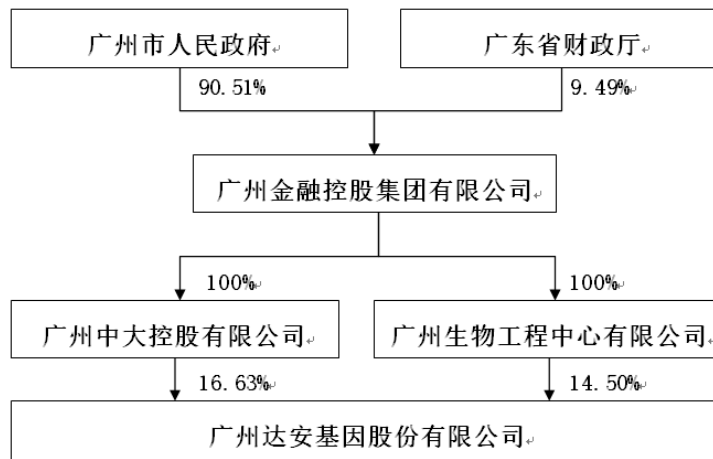 广州市人民政府
广东省财政厅
90.51%
9.49%
广州金融控股集团有限公司
100%
100%
广州中大控股有限公司
广州生物工程中心有限公司
16.63%
14.50%
广州达安基因股份有限公司